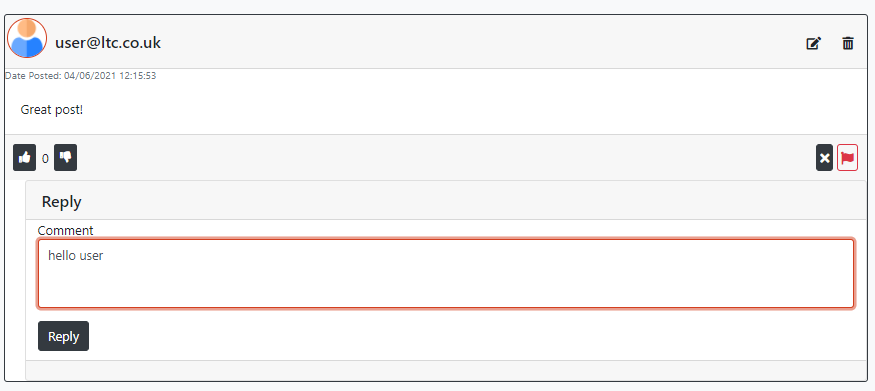 user@ltc.co.uk
Date Posted: 04/06/2021 12:15:53
Great post!
0
Reply
Comment
hello user
Reply